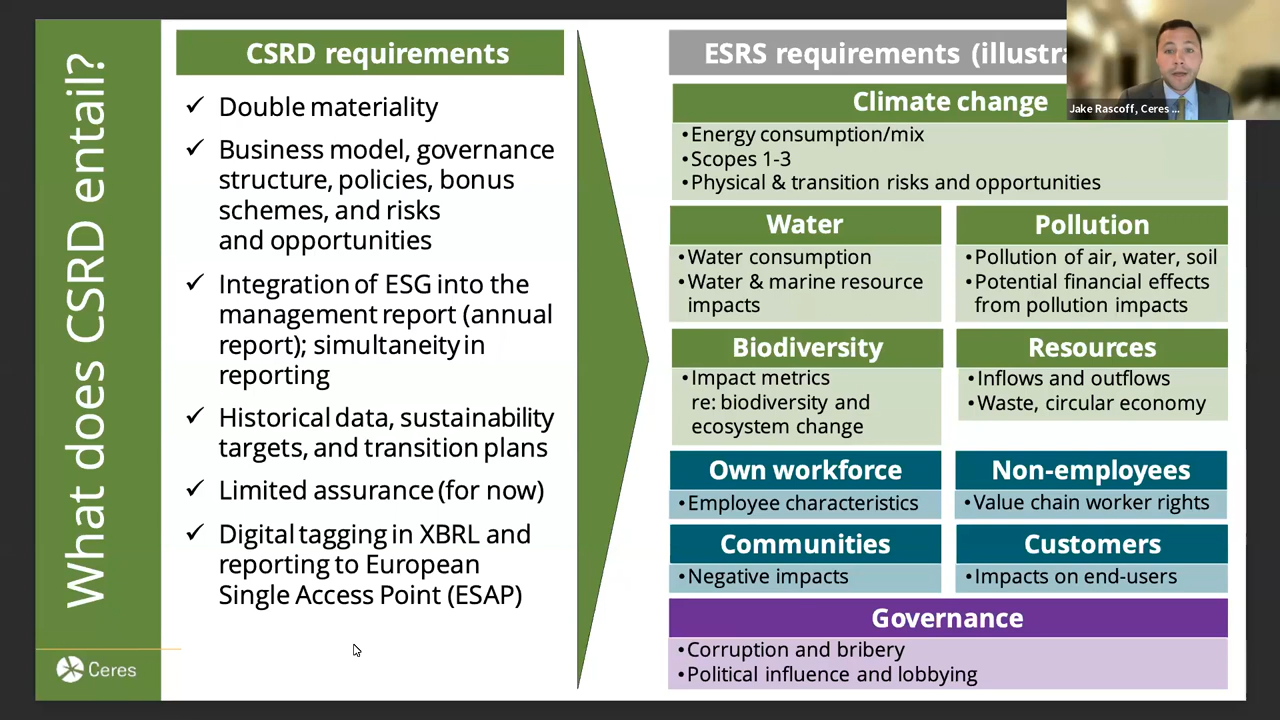 What does CSRD entail?
Ceres
CSRD requirements
✓ Double materiality
✓ Business model, governance
structure, policies, bonus
schemes, and risks
and opportunities
✓ Integration of ESG into the
management report (annual
report); simultaneity in
reporting
✓ Historical data, sustainability
targets, and transition plans
✓ Limited assurance (for now)
✓ Digital tagging in XBRL and
reporting to European
Single Access Point (ESAP)
ESRS requirements (illustra
Jake Rascoff, Ceres ...
Climate change
•Energy consumption/mix
•Scopes 1-3
•Physical & transition risks and opportunities
Water
•Water consumption
•Water & marine resource
impacts
Pollution
•Pollution of air, water, soil
•Potential financial effects
from pollution impacts
Biodiversity
•Impact metrics
re: biodiversity and
ecosystem change
Resources
•Inflows and outflows
•Waste, circular economy
Own workforce
•Employee characteristics
Non-employees
•Value chain worker rights
Communities
•Negative impacts
Customers
•Impacts on end-users
Governance
•Corruption and bribery
•Political influence and lobbying